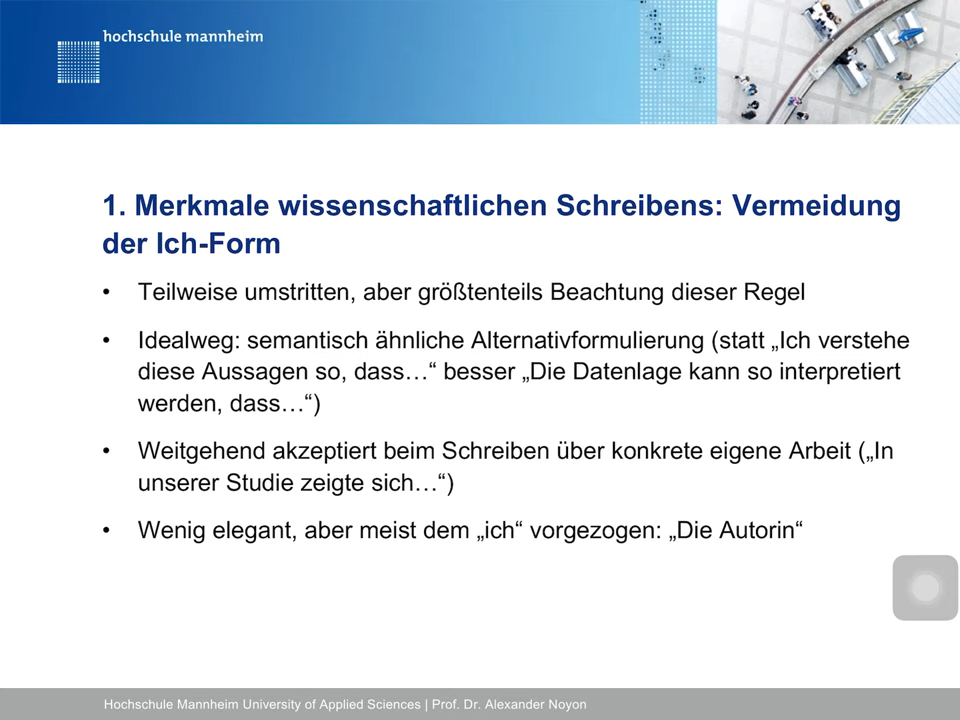 hochschule mannheim
1. Merkmale wissenschaftlichen Schreibens: Vermeidung
der Ich-Form
• Teilweise umstritten, aber größtenteils Beachtung dieser Regel
• Idealweg: semantisch ähnliche Alternativformulierung (statt „Ich verstehe
diese Aussagen so, dass…“ besser „Die Datenlage kann so interpretiert
werden, dass…“)
• Weitgehend akzeptiert beim Schreiben über konkrete eigene Arbeit („In
unserer Studie zeigte sich…“)
• Wenig elegant, aber meist dem „ich“ vorgezogen: „Die Autorin“
Hochschule Mannheim University of Applied Sciences | Prof. Dr. Alexander Noyon